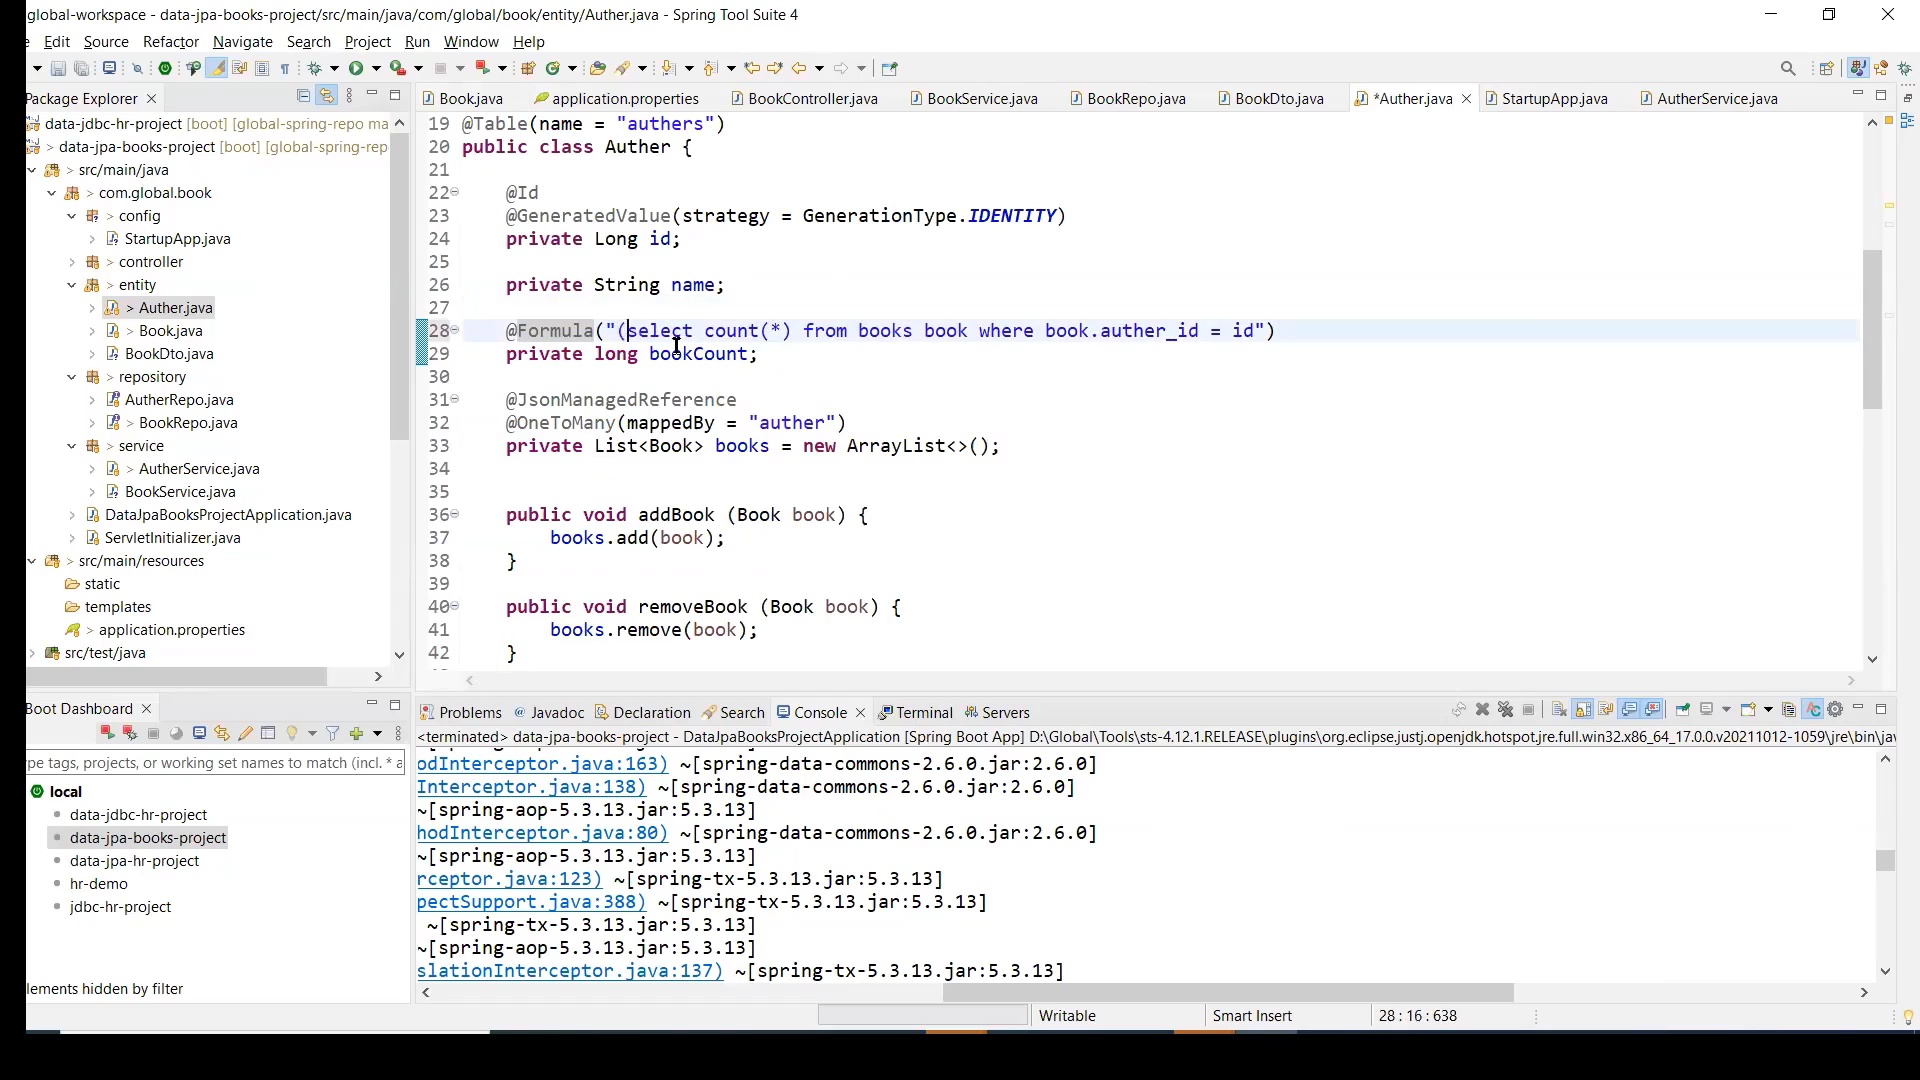 global-workspace - data-jpa-books-project/src/main/java/com/global/book/entity/Auther.java - Spring Tool Suite 4
Edit Source Refactor Navigate Search Project Run Window Help
Package Explorer
data-jdbc-hr-project [boot] [global-spring-repo ma
> data-jpa-books-project [boot] [global-spring-rep
> src/main/java
> com.global.book
> config
StartupApp.java
> controller
> entity
> Auther.java
> Book.java
BookDto.java
> repository
AutherRepo.java
> BookRepo.java
> service
> AutherService.java
BookService.java
DataJpaBooksProjectApplication.java
ServletInitializer.java
> src/main/resources
static
templates
> application.properties
> src/test/java
Book.java application.properties BookController.java BookService.java BookRepo.java BookDto.java *Auther.java StartupApp.java AutherService.java
19 @Table(name = "authers")
20 public class Auther {
21
22 @Id
23 @GeneratedValue(strategy = GenerationType.IDENTITY)
24 private Long id;
25
26 private String name;
27
28 @Formula("(select count(*) from books book where book.auther_id = id")
29 private long bookCount;
30
31 @JsonManagedReference
32 @OneToMany(mappedBy = "auther")
33 private List<Book> books = new ArrayList<>();
34
35
36 public void addBook (Book book) {
37 books.add(book);
38 }
39
40 public void removeBook (Book book) {
41 books.remove(book);
42 }
Boot Dashboard
ype tags, projects, or working set names to match (incl. * a
local
data-jdbc-hr-project
data-jpa-books-project
data-jpa-hr-project
hr-demo
jdbc-hr-project
lements hidden by filter
Problems Javadoc Declaration Search Console Terminal Servers
<terminated> data-jpa-books-project - DataJpaBooksProjectApplication [Spring Boot App] D:\Global\Tools\sts-4.12.1.RELEASE\plugins\org.eclipse.justj.openjdk.hotspot.jre.full.win32.x86_64_17.0.0.v20211012-1059\jre\bin\jav
odInterceptor.java:163) ~[spring-data-commons-2.6.0.jar:2.6.0]
Interceptor.java:138) ~[spring-data-commons-2.6.0.jar:2.6.0]
~[spring-aop-5.3.13.jar:5.3.13]
hodInterceptor.java:80) ~[spring-data-commons-2.6.0.jar:2.6.0]
~[spring-aop-5.3.13.jar:5.3.13]
rceptor.java:123) ~[spring-tx-5.3.13.jar:5.3.13]
pectSupport.java:388) ~[spring-tx-5.3.13.jar:5.3.13]
~[spring-tx-5.3.13.jar:5.3.13]
~[spring-aop-5.3.13.jar:5.3.13]
slationInterceptor.java:137) ~[spring-tx-5.3.13.jar:5.3.13]
Writable Smart Insert 28 : 16 : 638